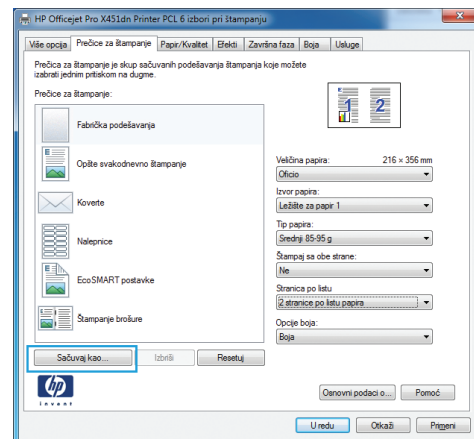 HP Officejet Pro X451dn Printer PCL 6 izbori pri štampanju
Više opcija
Prečice za štampanje
Papir/Kvalitet
Efekti
Završna faza
Boja
Usluge
Prečica za štampanje je skup sačuvanih podešavanja štampanja koje možete
izabrati jednim pritiskom na dugme.
Prečice za štampanje:
Fabrička podešavanja
Opšte svakodnevno štampanje
Koverte
Nalepnice
EcoSMART postavke
Štampanje brošure
Sačuvaj kao...
Izbriši
Resetuj
1
2
Veličina papira:
216 × 356 mm
Oficio
Izvor papira:
Ležište za papir 1
Tip papira:
Srednji 85-95 g
Štampaj sa obe strane:
Ne
Stranica po listu
2 stranice po listu papira
Opcije boja:
Boja
hp
invent
Osnovni podaci o...
Pomoć
U redu
Otkaži
Primjeni